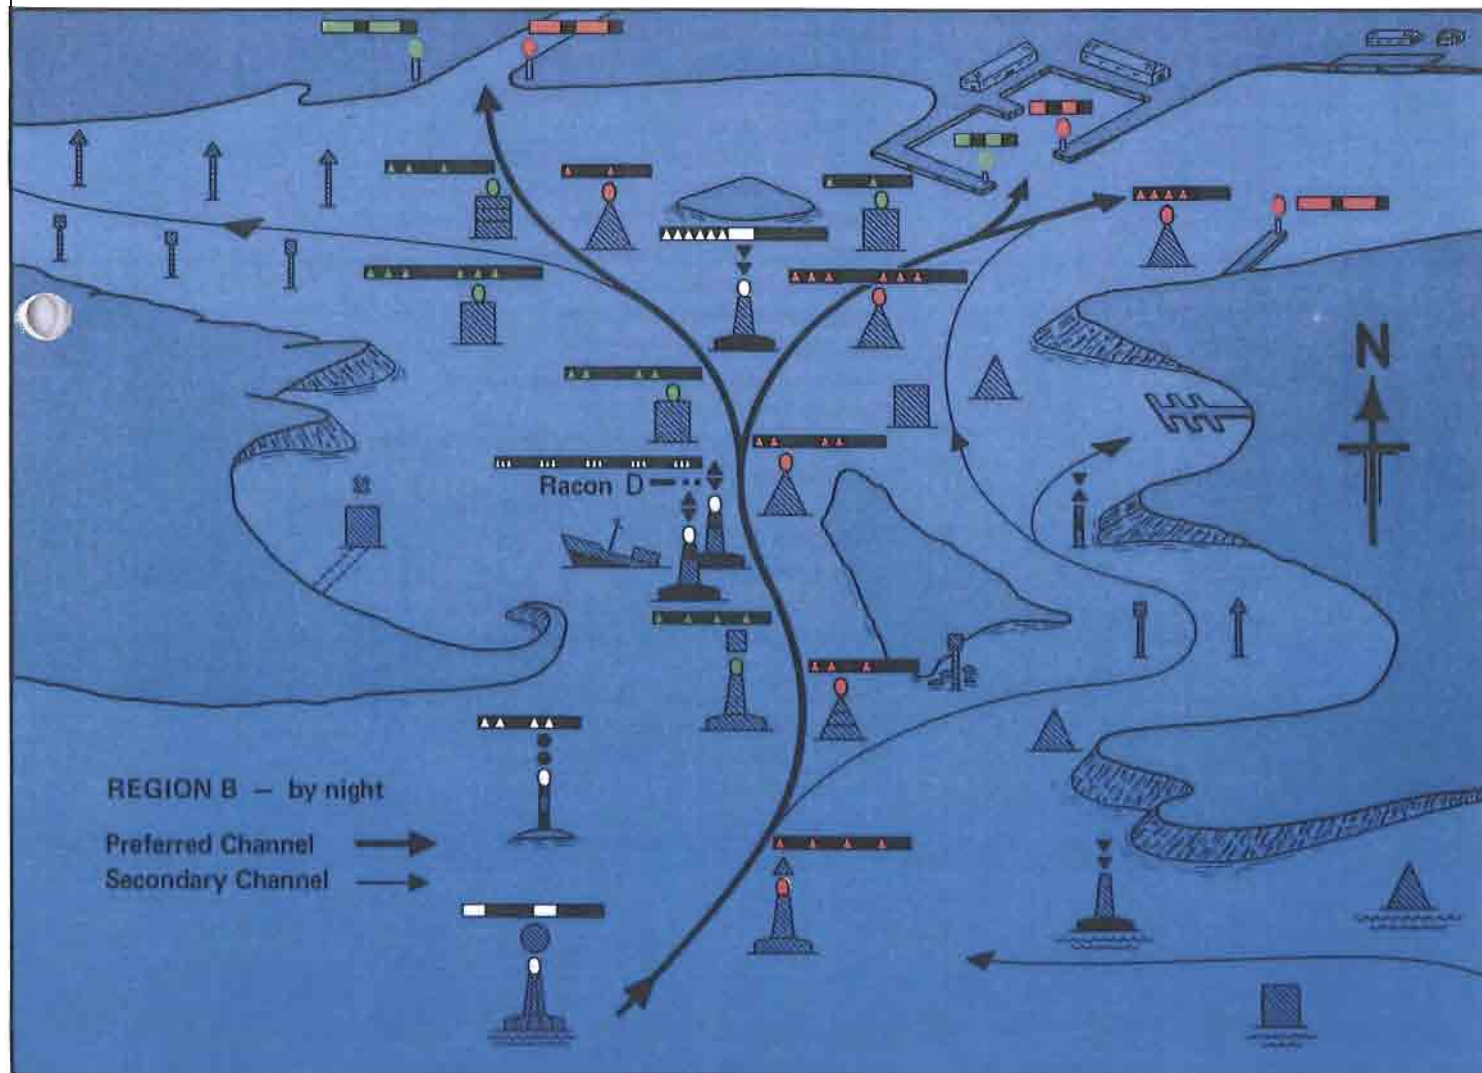 N
Racon D
REGION B – by night
Preferred Channel
Secondary Channel